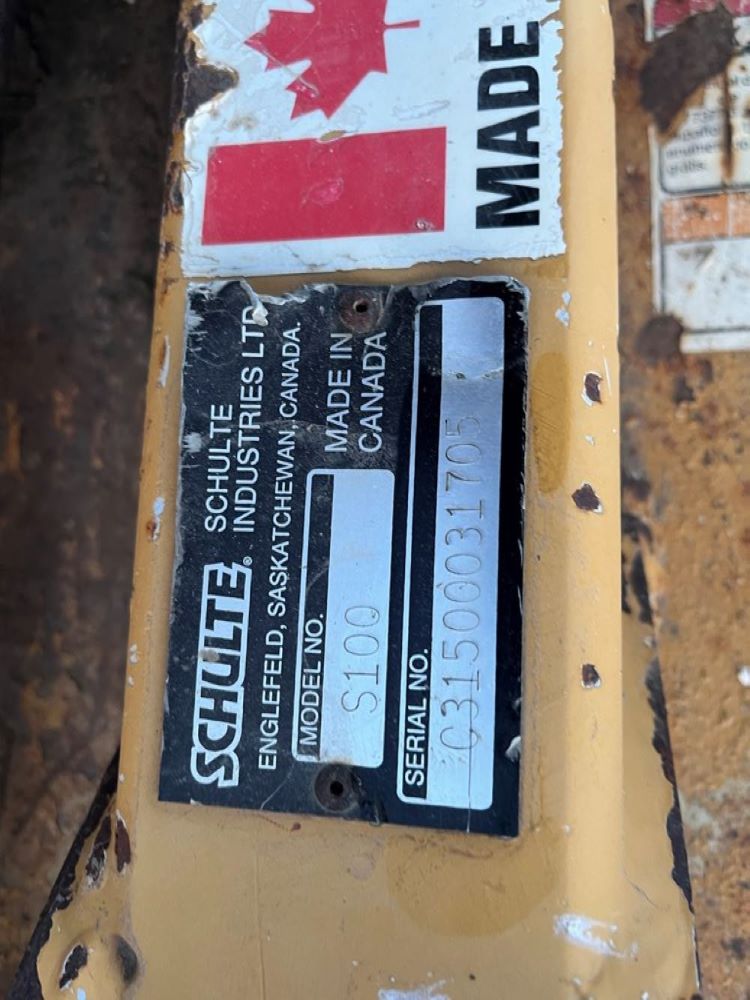 MADE
SCHULTE®
SCHULTE
INDUSTRIES LTD
ENGLEFELD, SASKATCHEWAN, CANADA.
MODEL NO.
S100
MADE IN
CANADA
SERIAL NO.
C31500031705